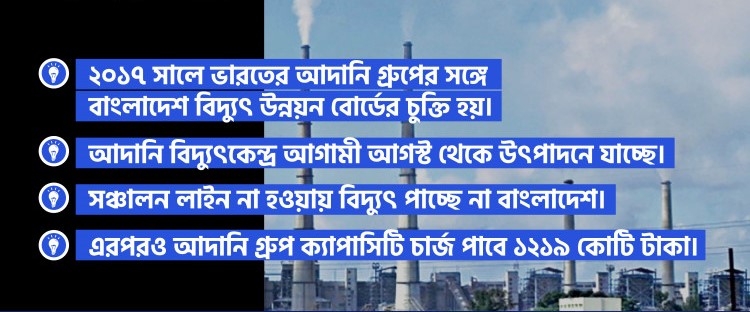 ২০১৭ সালে ভারতের আদানি গ্রুপের সঙ্গে
বাংলাদেশ বিদ্যুৎ উন্নয়ন বোর্ডের চুক্তি হয়।
আদানি বিদ্যুৎকেন্দ্র আগামী আগস্ট থেকে উৎপাদনে যাচ্ছে।
সঞ্চালন লাইন না হওয়ায় বিদ্যুৎ পাচ্ছে না বাংলাদেশ।
এরপরও আদানি গ্রুপ ক্যাপাসিটি চার্জ পাবে ১২১৯ কোটি টাকা।